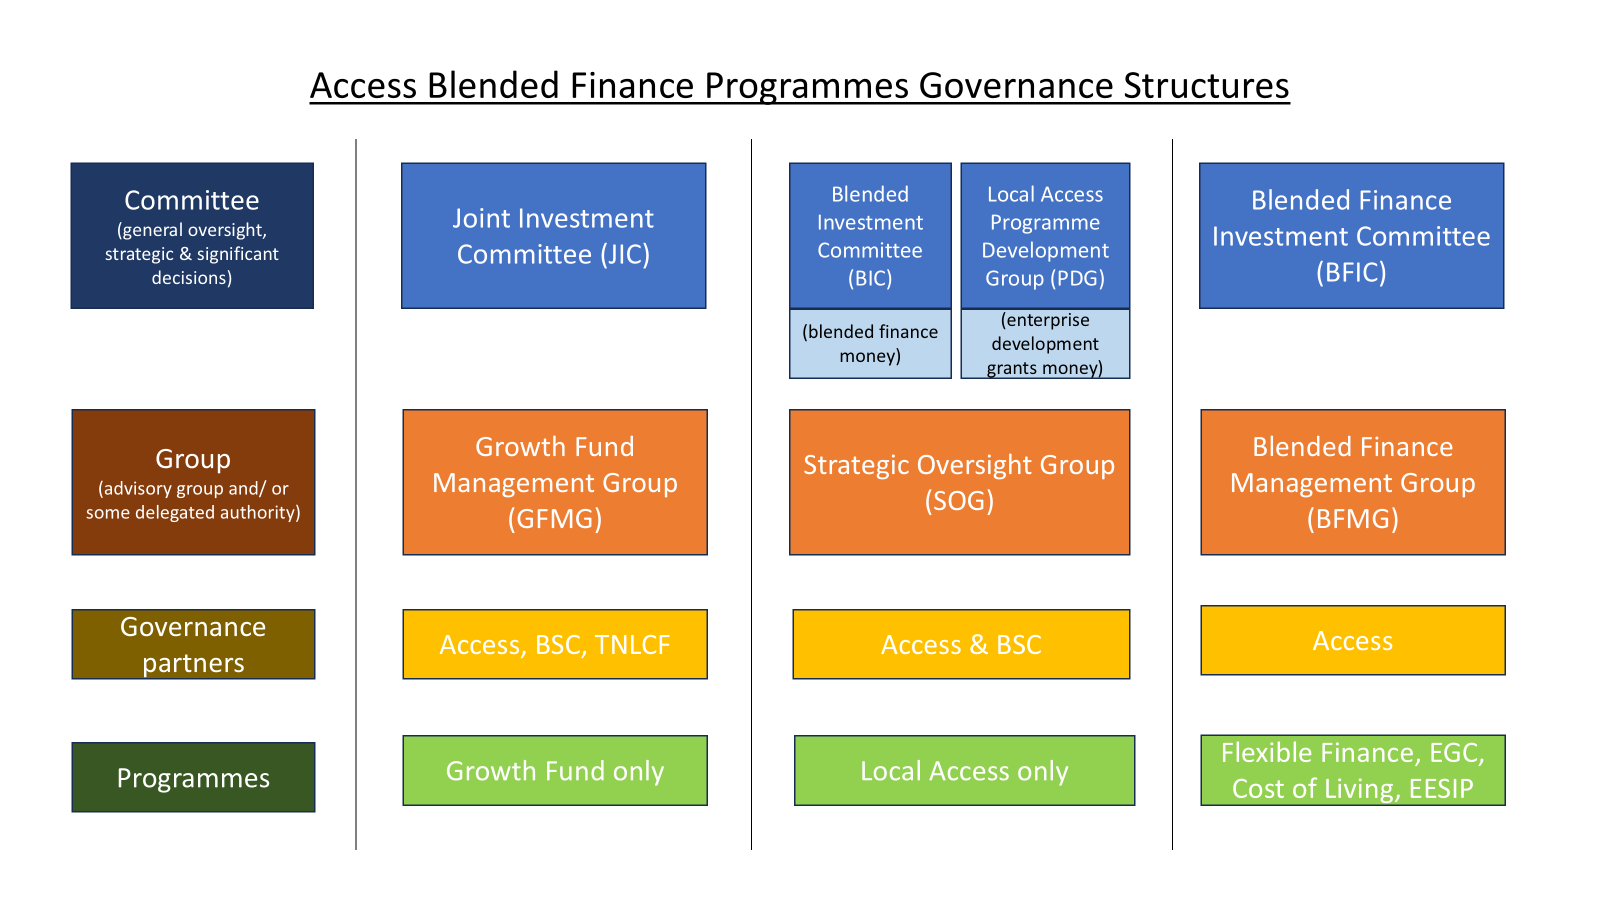 Access Blended Finance Programmes Governance Structures
Committee
(general oversight,
strategic & significant
decisions)
Joint Investment
Committee (JIC)
Blended
Investment
Committee
(BIC)
(blended finance
money)
Local Access
Programme
Development
Group (PDG)
(enterprise
development
grants money)
Blended Finance
Investment Committee
(BFIC)
Group
(advisory group and/ or
some delegated authority)
Growth Fund
Management Group
(GFMG)
Strategic Oversight Group
(SOG)
Blended Finance
Management Group
(BFMG)
Governance
partners
Access, BSC, TNLCF
Access & BSC
Access
Programmes
Growth Fund only
Local Access only
Flexible Finance, EGC,
Cost of Living, EESIP